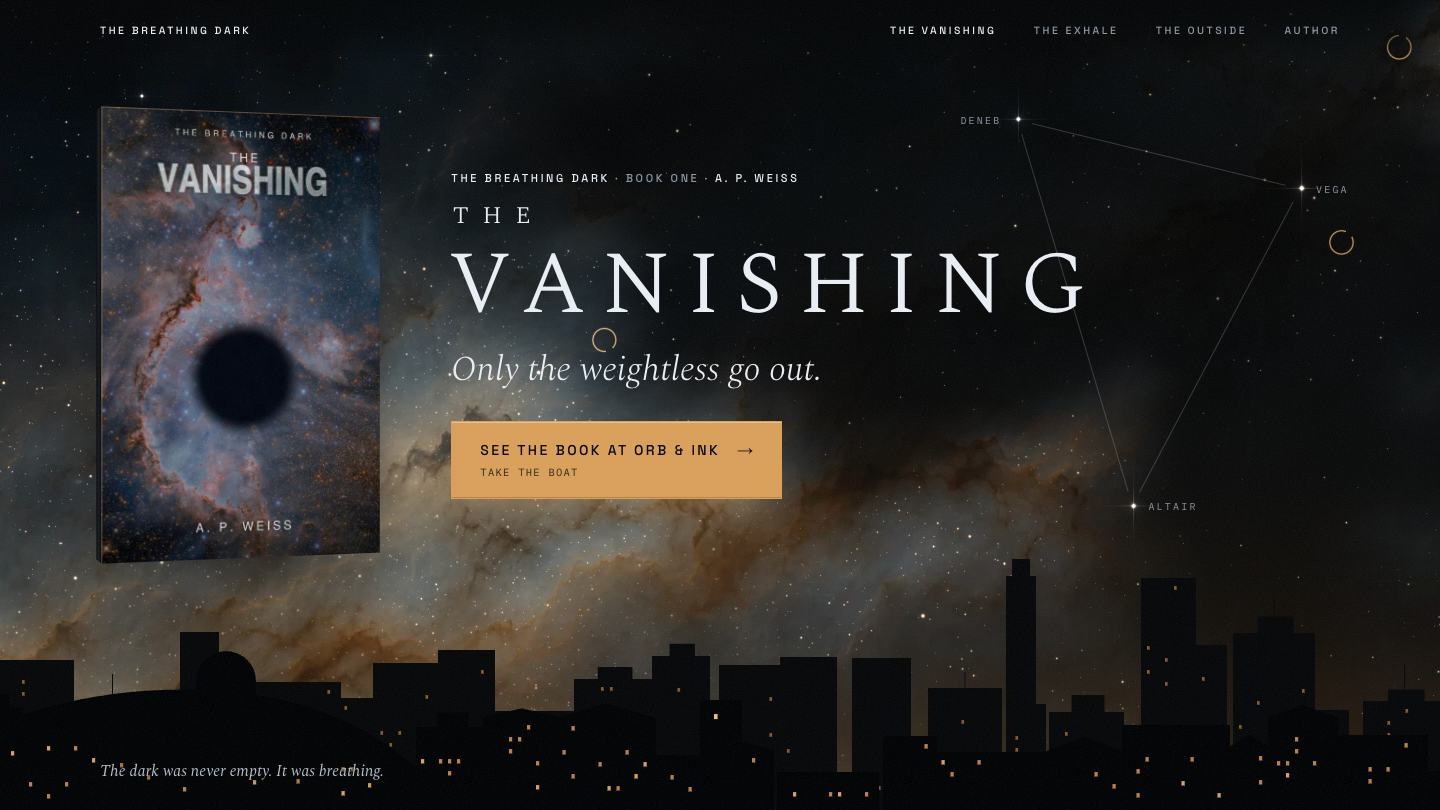 THE BREATHING DARK
THE VANISHING
THE EXHALE
THE OUTSIDE
AUTHOR
THE BREATHING DARK
THE
VANISHING
A. P. WEISS
THE BREATHING DARK · BOOK ONE · A. P. WEISS
THE
VANISHING
Only the weightless go out.
SEE THE BOOK AT ORB & INK →
TAKE THE BOAT
DENEB
VEGA
ALTAIR
The dark was never empty. It was breathing.